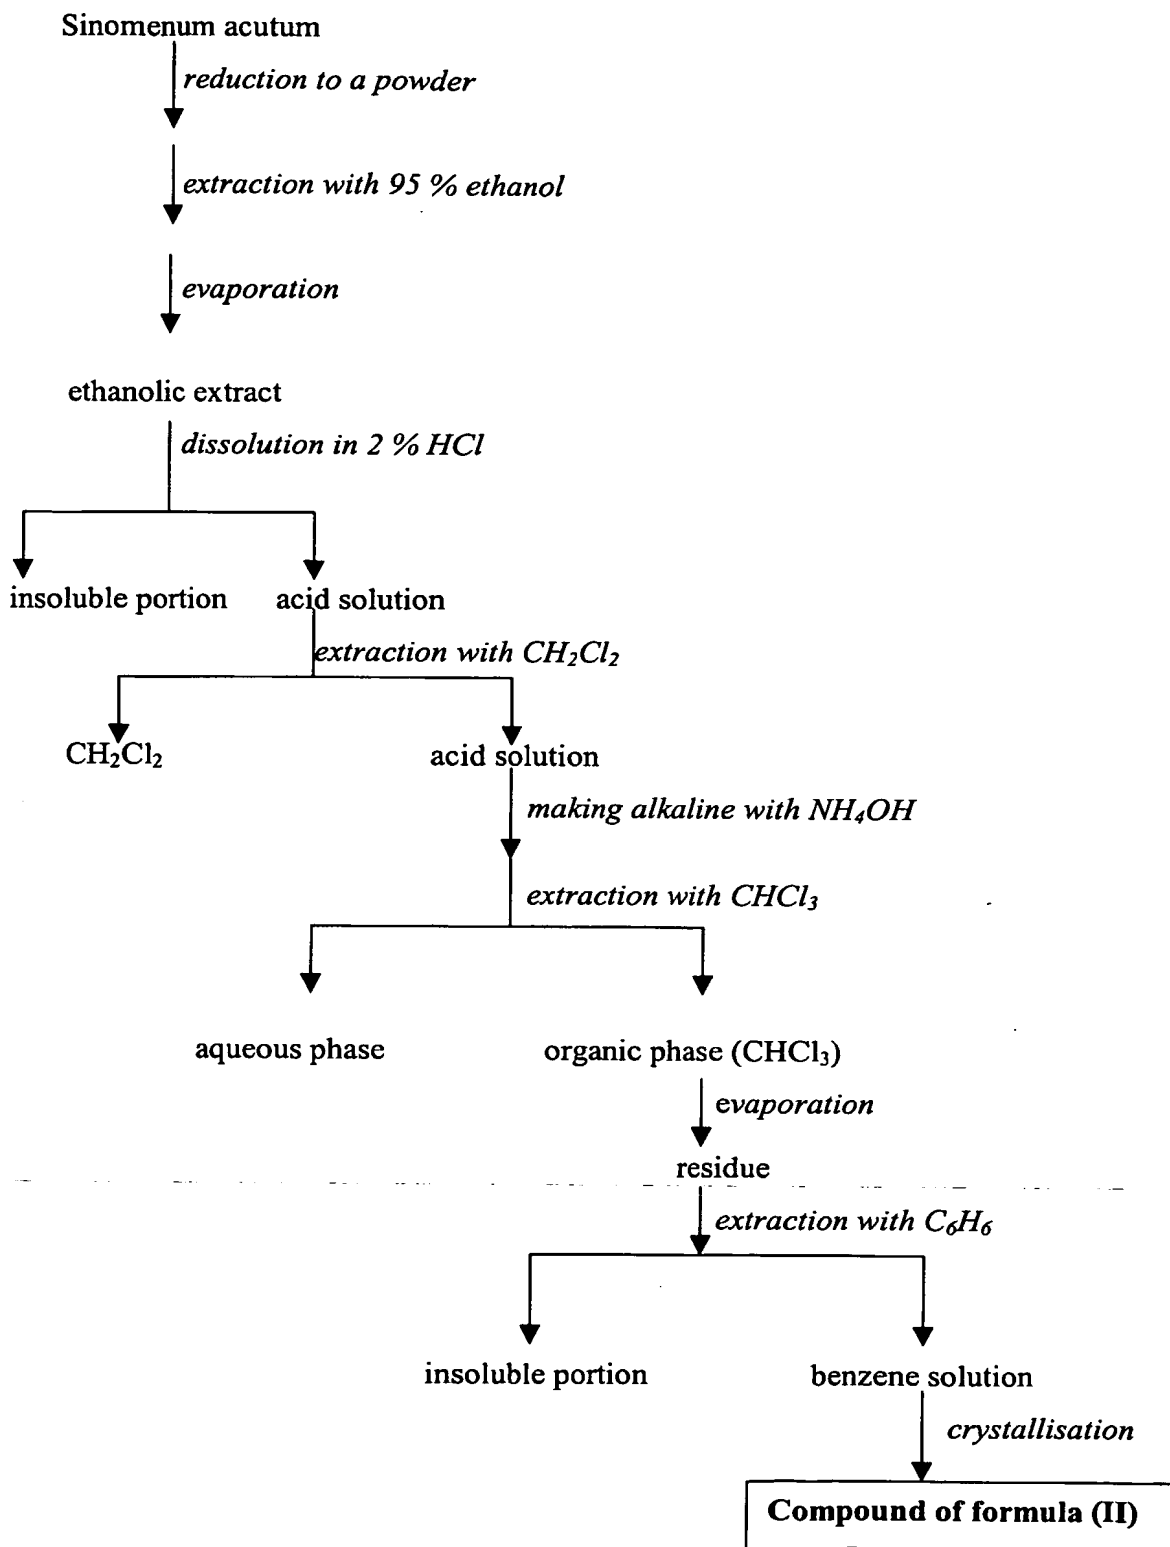 Sinomenum acutum
reduction to a powder
extraction with 95 % ethanol
evaporation
ethanolic extract
dissolution in 2 % HCl
insoluble portion acid solution
extraction with CH₂Cl₂
CH₂Cl₂ acid solution
making alkaline with NH₄OH
extraction with CHCl₃
aqueous phase organic phase (CHCl₃)
evaporation
residue
extraction with C₆H₆
insoluble portion benzene solution
crystallisation
Compound of formula (II)